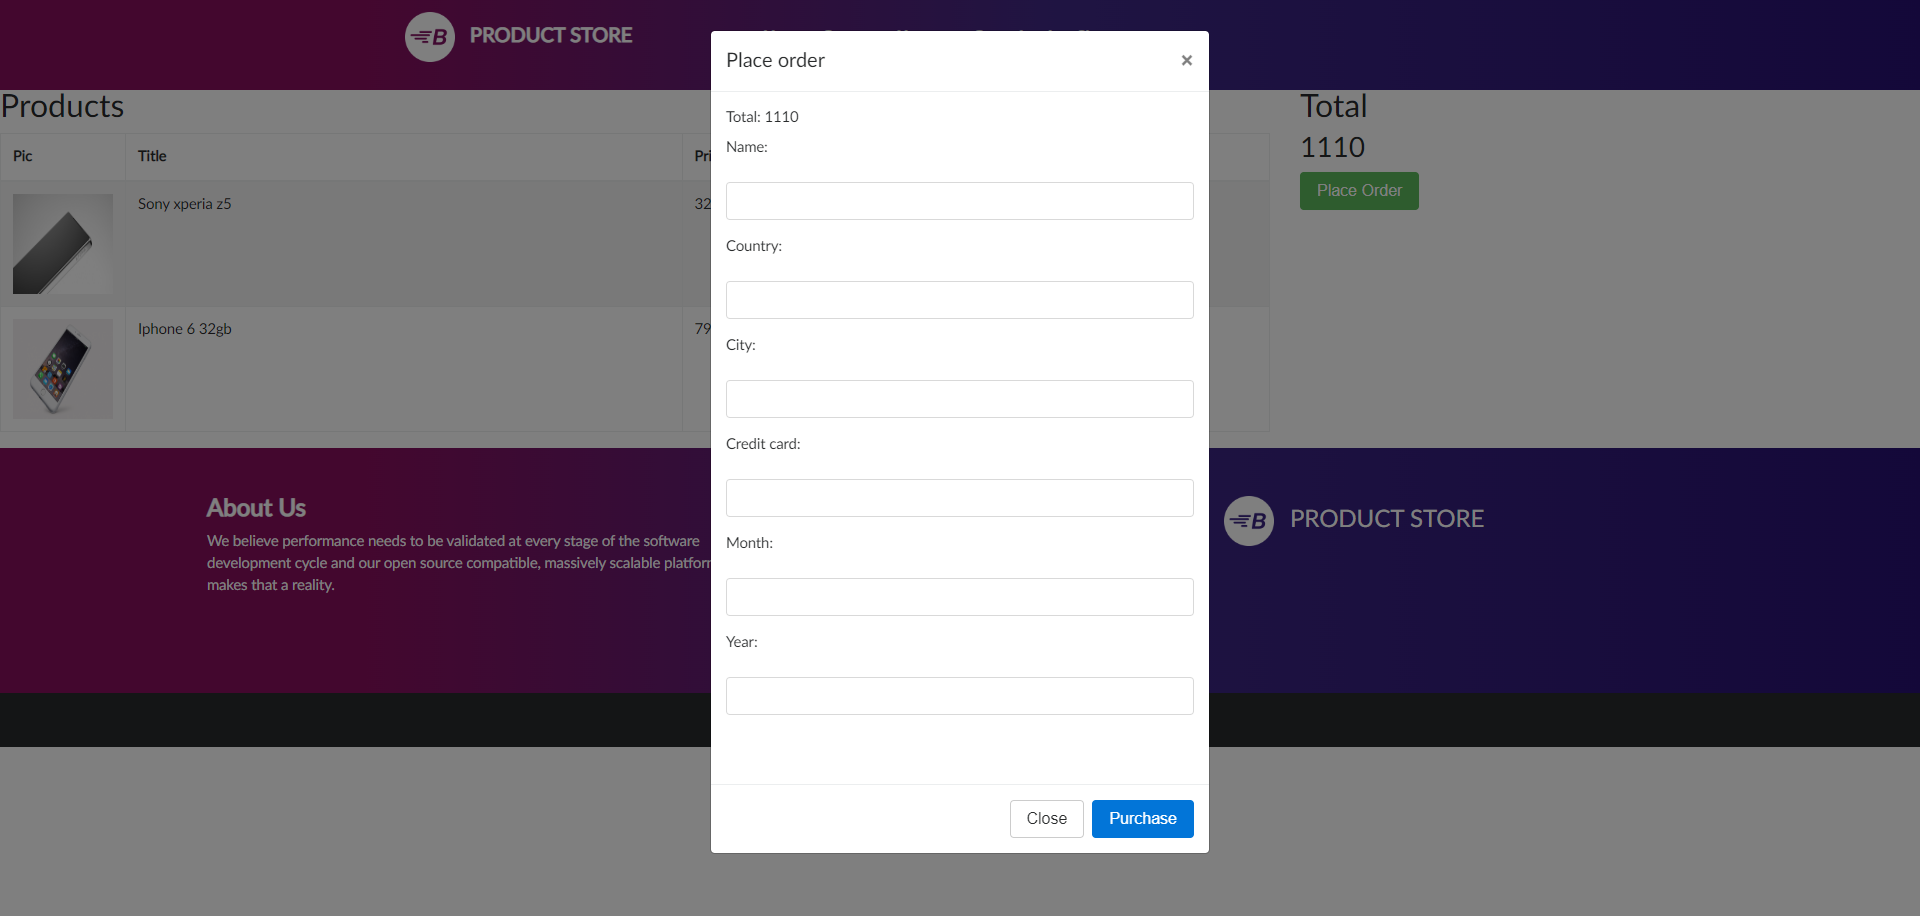 B PRODUCT STORE
Place order
×
Total: 1110
Name:
Country:
City:
Credit card:
Month:
Year:
Close
Purchase
Products
Pic Title
Sony xperia z5 32
Iphone 6 32gb 79
Total
1110
Place Order
About Us
We believe performance needs to be validated at every stage of the software
development cycle and our open source compatible, massively scalable
makes that a reality.
B PRODUCT STORE